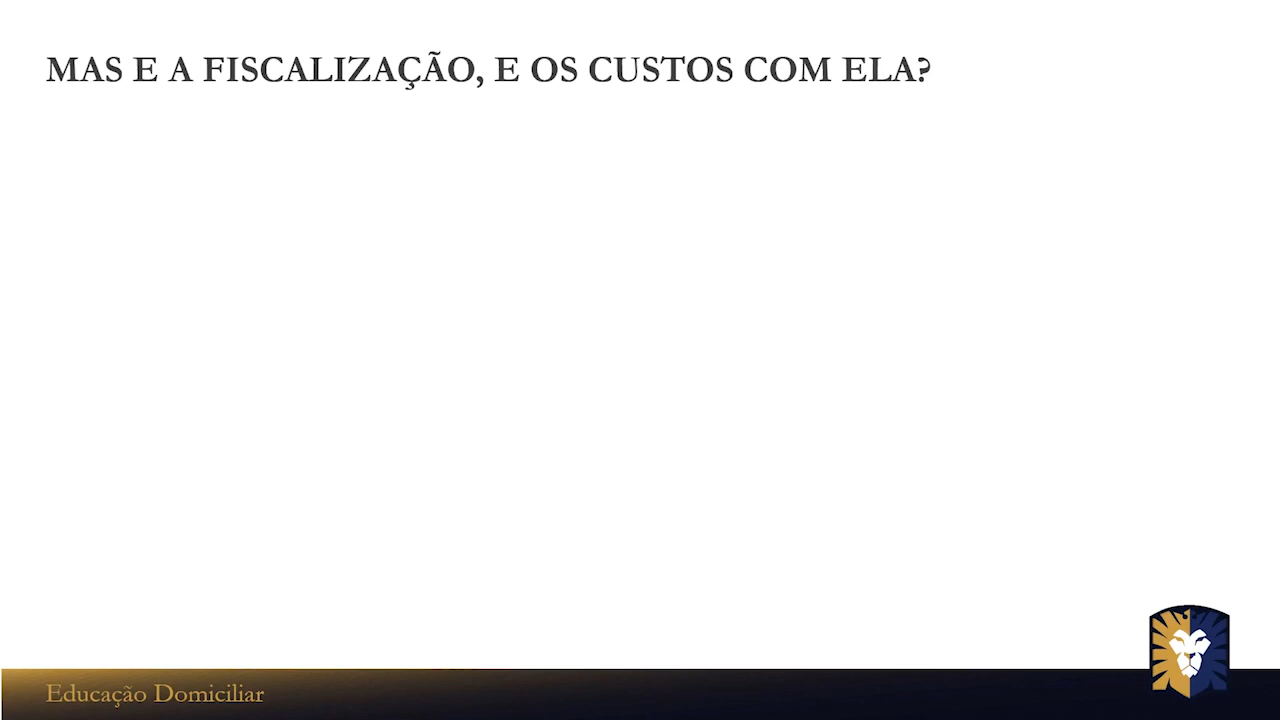 MAS E A FISCALIZAÇÃO, E OS CUSTOS COM ELA?
Educação Domiciliar